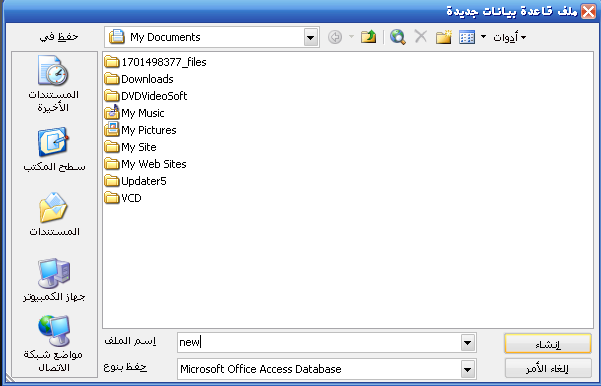 ملف قاعدة بيانات جديدة
حفظ في
My Documents
أدوات
المستندات
الأخيرة
سطح المكتب
المستندات
جهاز الكمبيوتر
مواضع شبكة
الاتصال
1701498377_files
Downloads
DVDVideoSoft
My Music
My Pictures
My Site
My Web Sites
Updater5
VCD
إسم الملف
new
إنشاء
حفظ بنوع
Microsoft Office Access Database
إلغاء الأمر